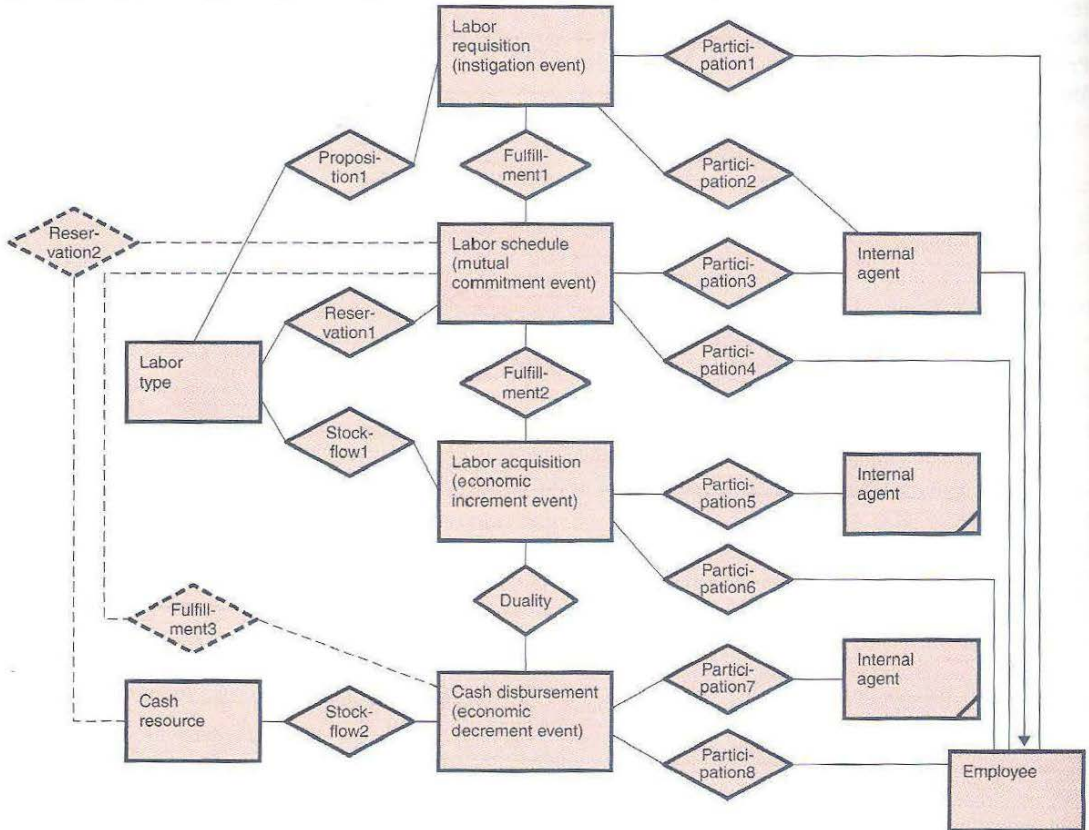 Labor
requisition
(instigation event)
Partici-
pation1
Proposi-
tion1
Fulfill-
ment1
Partici-
pation2
Reser-
vation2
Labor schedule
(mutual
commitment event)
Partici-
pation3
Internal
agent
Reser-
vation1
Partici-
pation4
Labor
type
Fulfill-
ment2
Stock-
flow1
Labor acquisition
(economic
increment event)
Partici-
pation5
Internal
agent
Partici-
pation6
Duality
Fulfill-
ment3
Partici-
pation7
Internal
agent
Cash
resource
Stock-
flow2
Cash disbursement
(economic
decrement event)
Partici-
pation8
Employee